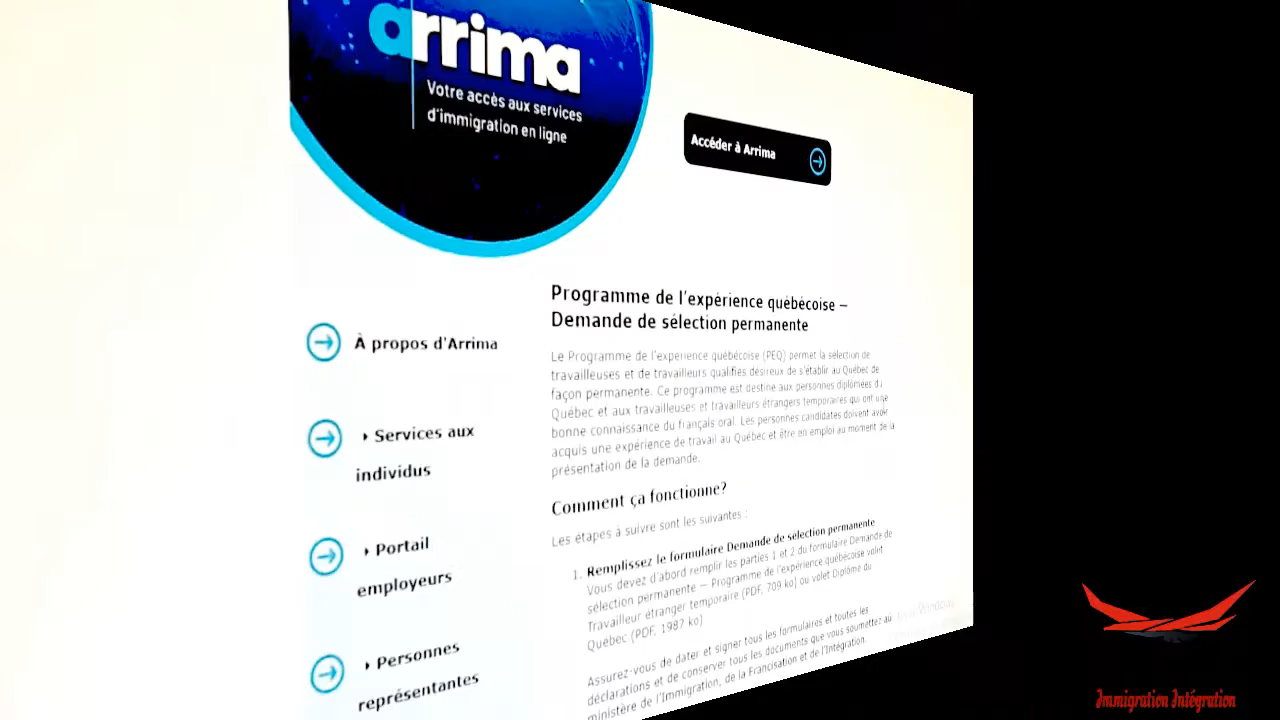 arrima
Votre accès aux services
d'immigration en ligne
Accéder à Arrima
À propos d'Arrima
Services aux
individus
Portail
employeurs
Personnes
représentantes
Programme de l'expérience québécoise –
Demande de sélection permanente
Le Programme de l'expérience québécoise (PEQ) permet la sélection de
travailleuses et de travailleurs qualifiés désireux de s'établir au Québec de
façon permanente. Ce programme est destiné aux personnes diplômées du
Québec et aux travailleuses et travailleurs étrangers temporaires qui ont une
bonne connaissance du français oral. Les personnes candidates doivent avoir
acquis une expérience de travail au Québec et être en emploi au moment de la
présentation de la demande.
Comment ça fonctionne?
Les étapes à suivre sont les suivantes :
1. Remplissez le formulaire Demande de sélection permanente
Vous devez d'abord remplir les parties 1 et 2 du formulaire Demande de
sélection permanente – Programme de l'expérience québécoise volet
Travailleur étranger temporaire (PDF, 709 ko) ou volet Diplôme du
Québec (PDF, 1987 ko)
Assurez-vous de dater et signer tous les formulaires et toutes les
déclarations et de conserver tous les documents que vous soumettez au
ministère de l'Immigration, de la Francisation et de l'Intégration.
Immigration Intégration